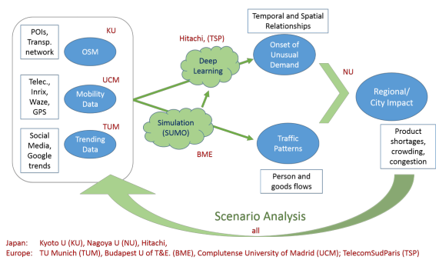 KU
POIs,
Transp.
network
OSM
UCM
Telec.,
Inrix,
Waze,
GPS
Mobility
Data
TUM
Social
Media,
Google
trends
Trending
Data
Hitachi, (TSP)
Deep
Learning
Simulation
(SUMO)
BME
Temporal and Spatial
Relationships
Onset of
Unusual
Demand
Traffic
Patterns
Person and
goods flows
NU
Regional/
City Impact
Product
shortages,
crowding,
congestion
Scenario Analysis
all
Japan: Kyoto U (KU), Nagoya U (NU), Hitachi,
Europe: TU Munich (TUM), Budapest U of T&E. (BME), Complutense University of Madrid (UCM); TelecomSudParis (TSP)